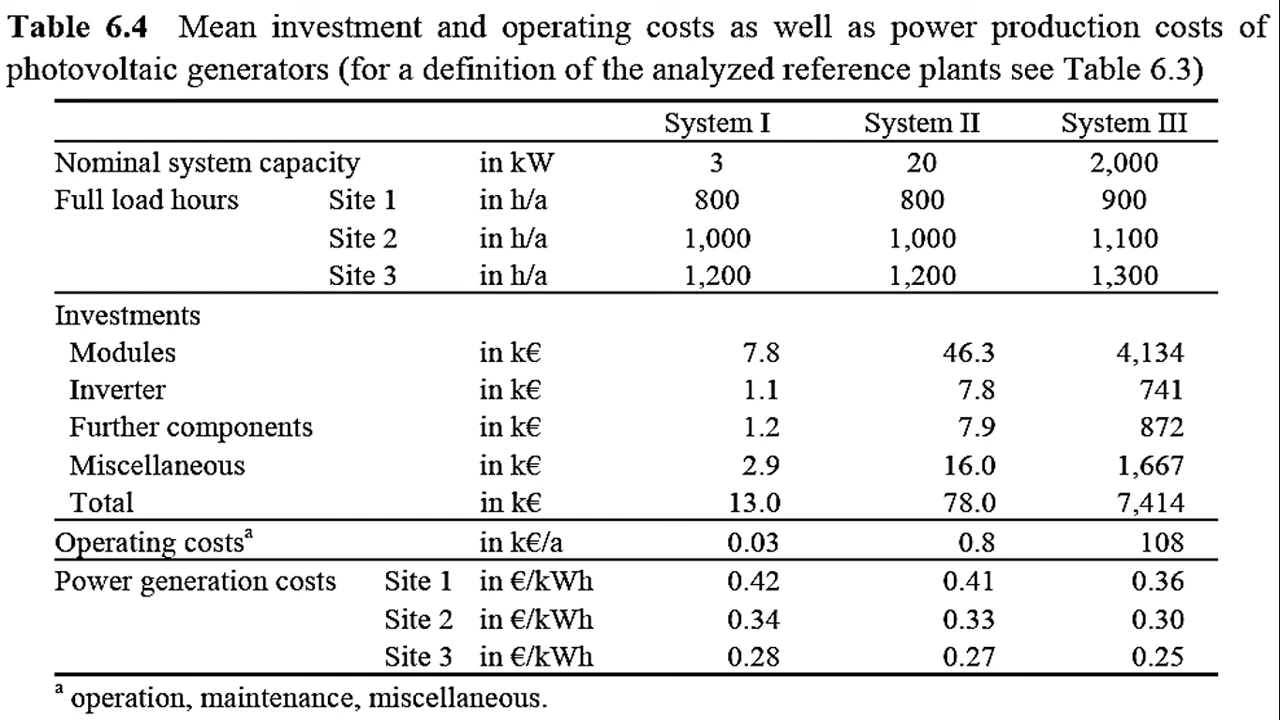 Table 6.4 Mean investment and operating costs as well as power production costs of
photovoltaic generators (for a definition of the analyzed reference plants see Table 6.3)
System I System II System III
Nominal system capacity in kW 3 20 2,000
Full load hours Site 1 in h/a 800 800 900
Site 2 in h/a 1,000 1,000 1,100
Site 3 in h/a 1,200 1,200 1,300
Investments
Modules in k€ 7.8 46.3 4,134
Inverter in k€ 1.1 7.8 741
Further components in k€ 1.2 7.9 872
Miscellaneous in k€ 2.9 16.0 1,667
Total in k€ 13.0 78.0 7,414
Operating costsᵃ in k€/a 0.03 0.8 108
Power generation costs Site 1 in €/kWh 0.42 0.41 0.36
Site 2 in €/kWh 0.34 0.33 0.30
Site 3 in €/kWh 0.28 0.27 0.25
ᵃ operation, maintenance, miscellaneous.